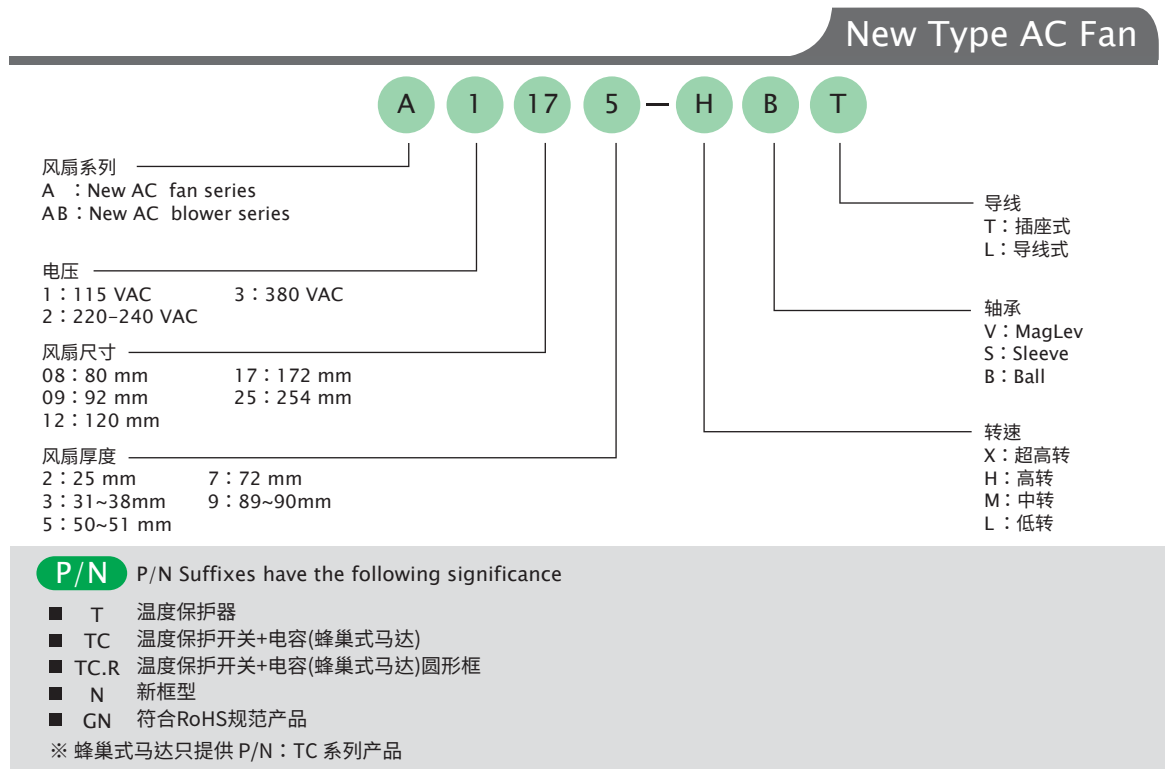 New Type AC Fan
A 1 17 5 — H B T
风扇系列
A ：New AC fan series
AB：New AC blower series
电压
1：115 VAC 3：380 VAC
2：220-240 VAC
风扇尺寸
08：80 mm 17：172 mm
09：92 mm 25：254 mm
12：120 mm
风扇厚度
2：25 mm 7：72 mm
3：31~38mm 9：89~90mm
5：50~51 mm
导线
T：插座式
L：导线式
轴承
V：MagLev
S：Sleeve
B：Ball
转速
X：超高转
H：高转
M：中转
L：低转
P/N P/N Suffixes have the following significance
■ T 温度保护器
■ TC 温度保护开关+电容(蜂巢式马达)
■ TC.R 温度保护开关+电容(蜂巢式马达)圆形框
■ N 新框型
■ GN 符合RoHS规范产品
※ 蜂巢式马达只提供 P/N：TC 系列产品